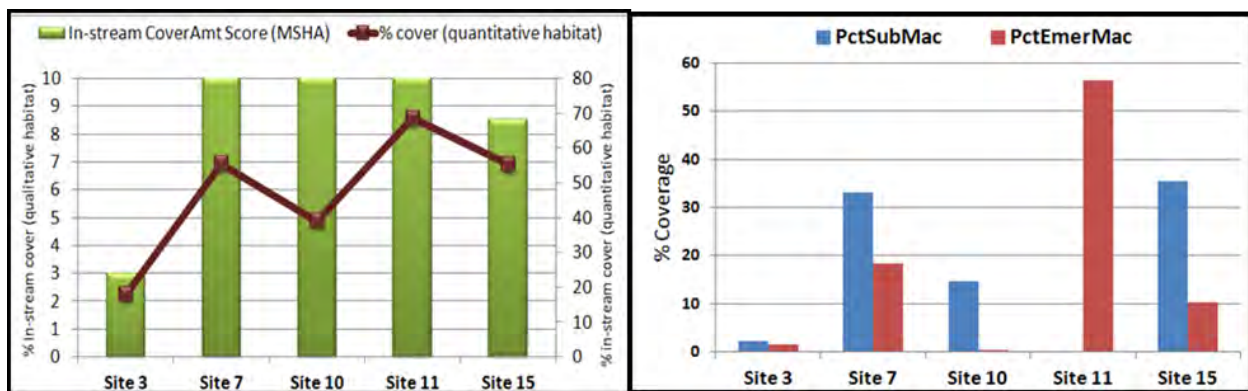 In-stream CoverAmt Score (MSHA)
% cover (quantitative habitat)
% In-stream cover (qualitative habitat)
10
9
8
7
6
5
4
3
2
1
0
80
70
60
50
40
30
20
10
0
% in-stream cover (quantitative habitat)
Site 3
Site 7
Site 10
Site 11
Site 15
PctSubMac
PctEmerMac
% Coverage
60
50
40
30
20
10
0
Site 3
Site 7
Site 10
Site 11
Site 15